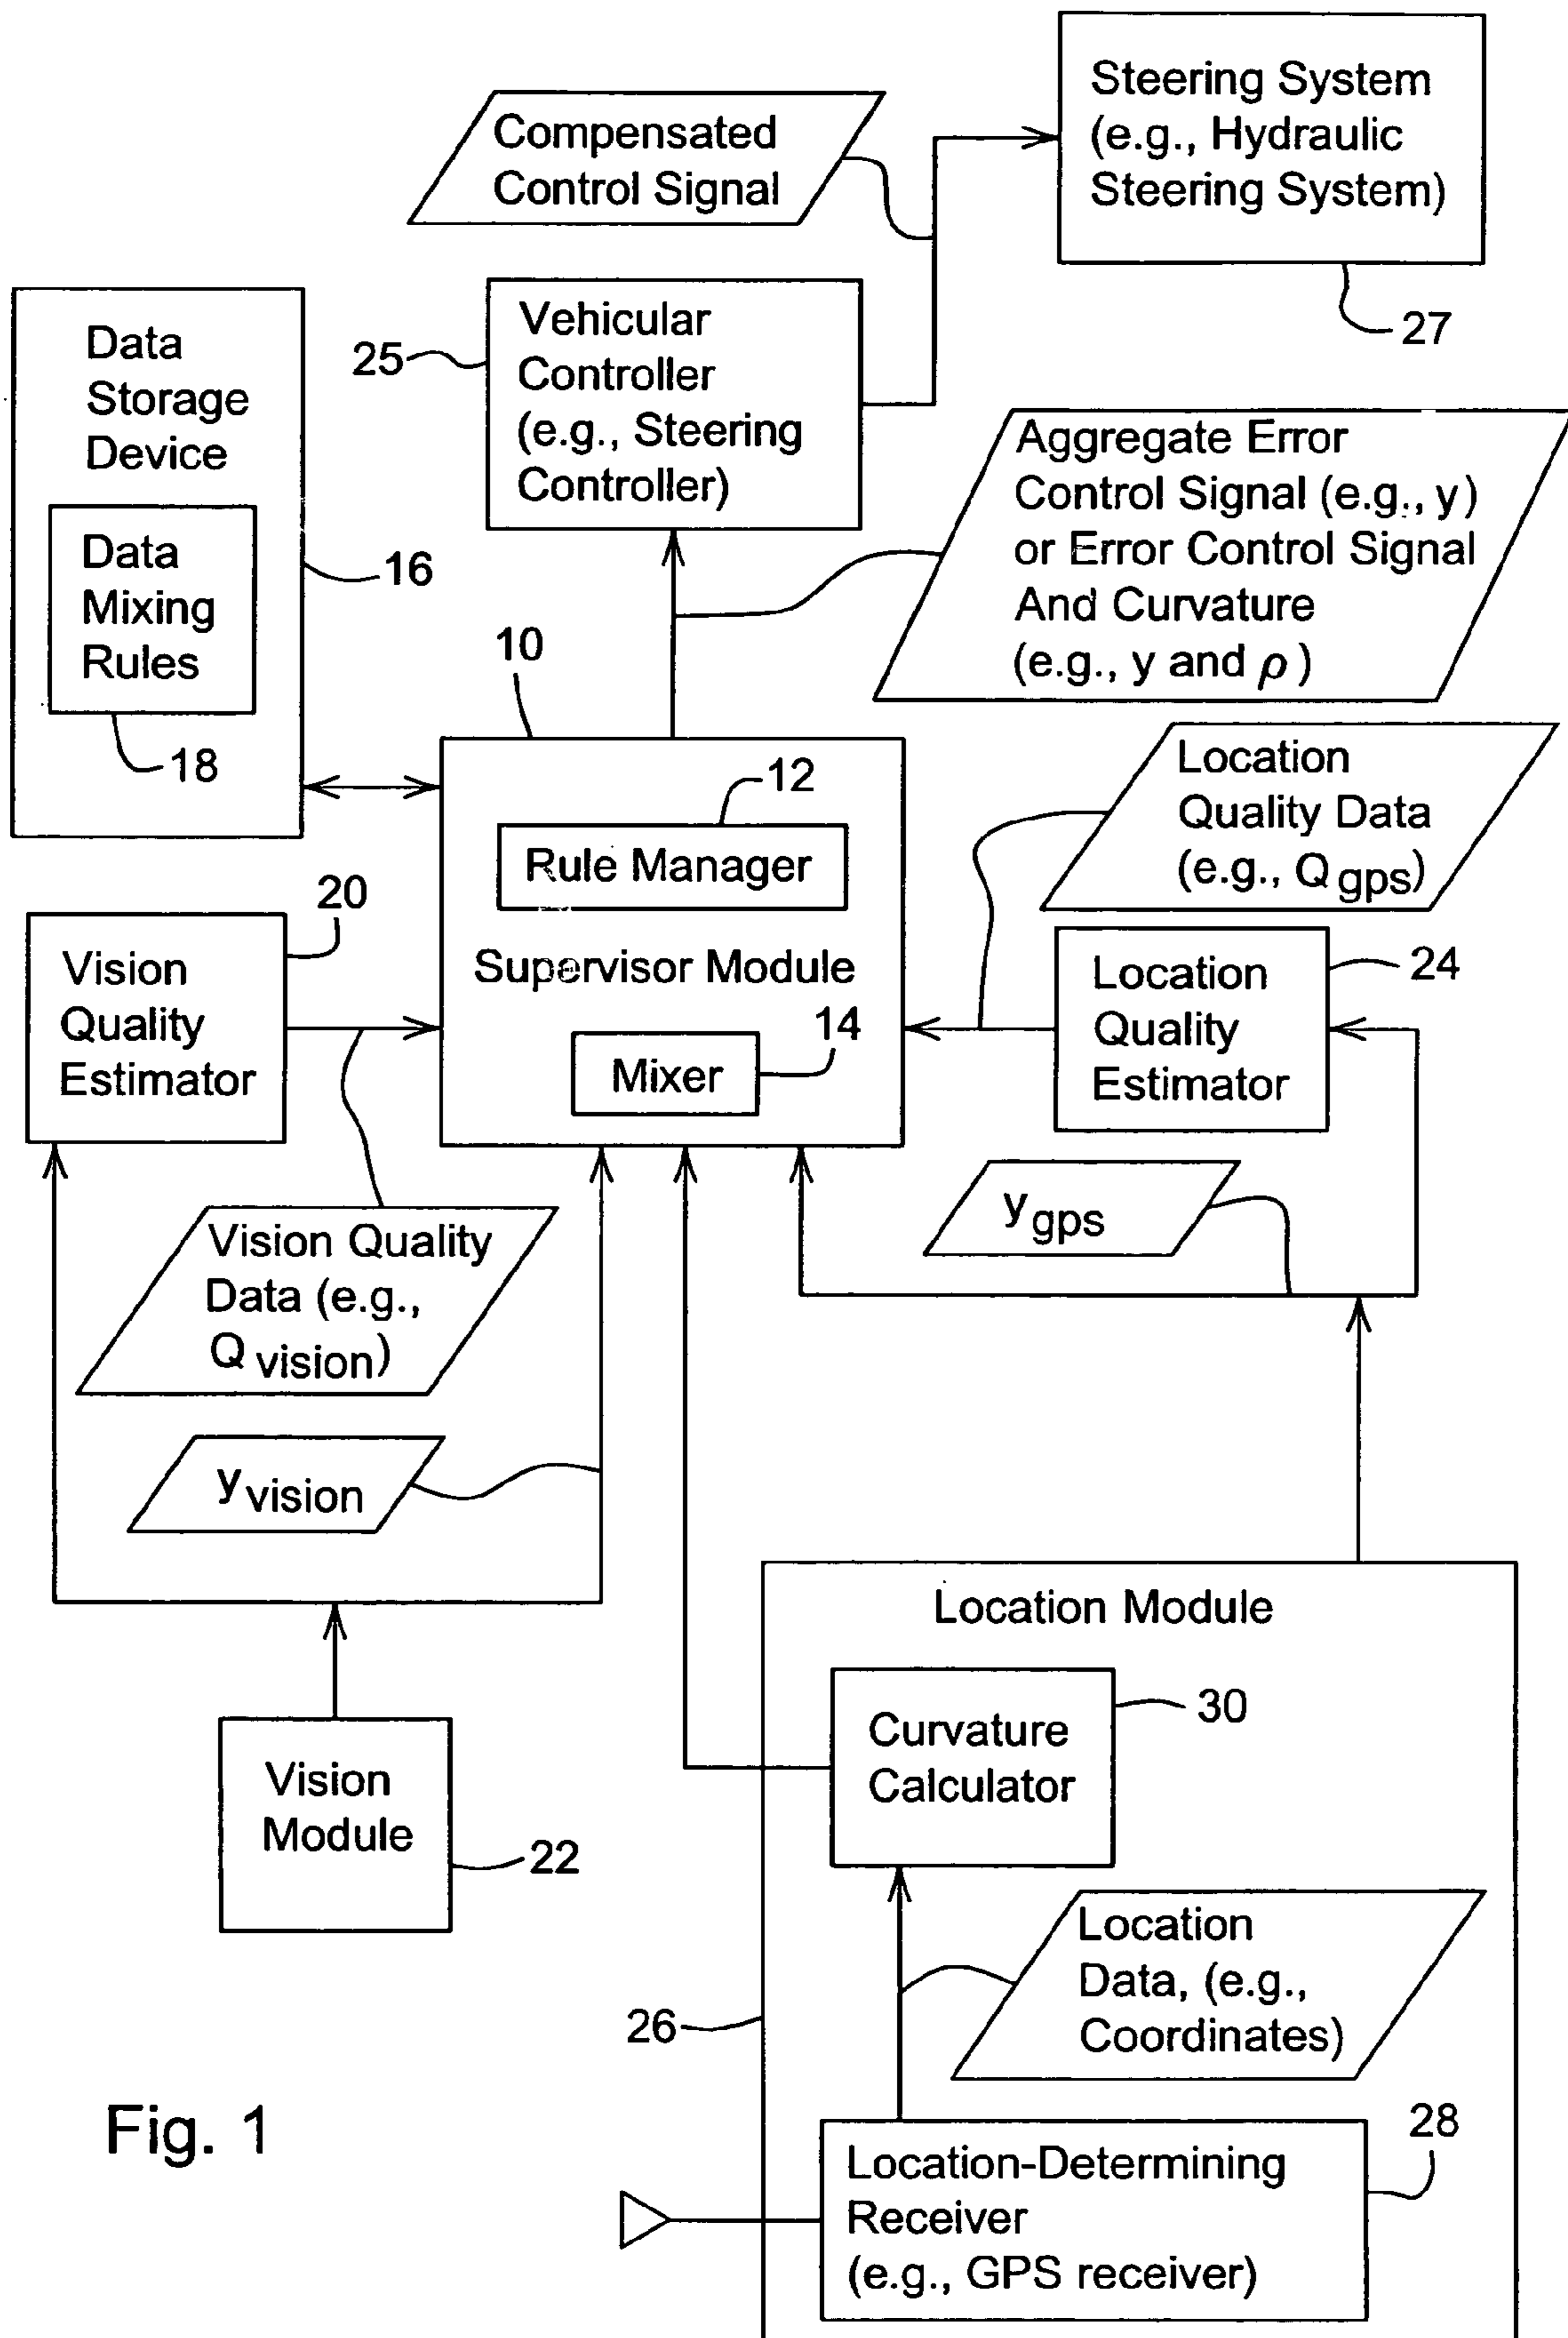 Steering System
(e.g., Hydraulic
Steering System)
27
Compensated
Control Signal
Vehicular
Controller
(e.g., Steering
Controller)
25
Data
Storage
Device
Data
Mixing
Rules
16
18
Aggregate Error
Control Signal (e.g., y)
or Error Control Signal
And Curvature
(e.g., y and ρ )
10
12
Rule Manager
Supervisor Module
14
Mixer
Location
Quality Data
(e.g., Q gps)
20
Vision
Quality
Estimator
Location
Quality
Estimator
24
y gps
Vision Quality
Data (e.g.,
Q vision)
y vision
Vision
Module
22
Location Module
Curvature
Calculator
30
Location
Data, (e.g.,
Coordinates)
26
28
Location-Determining
Receiver
(e.g., GPS receiver)
Fig. 1